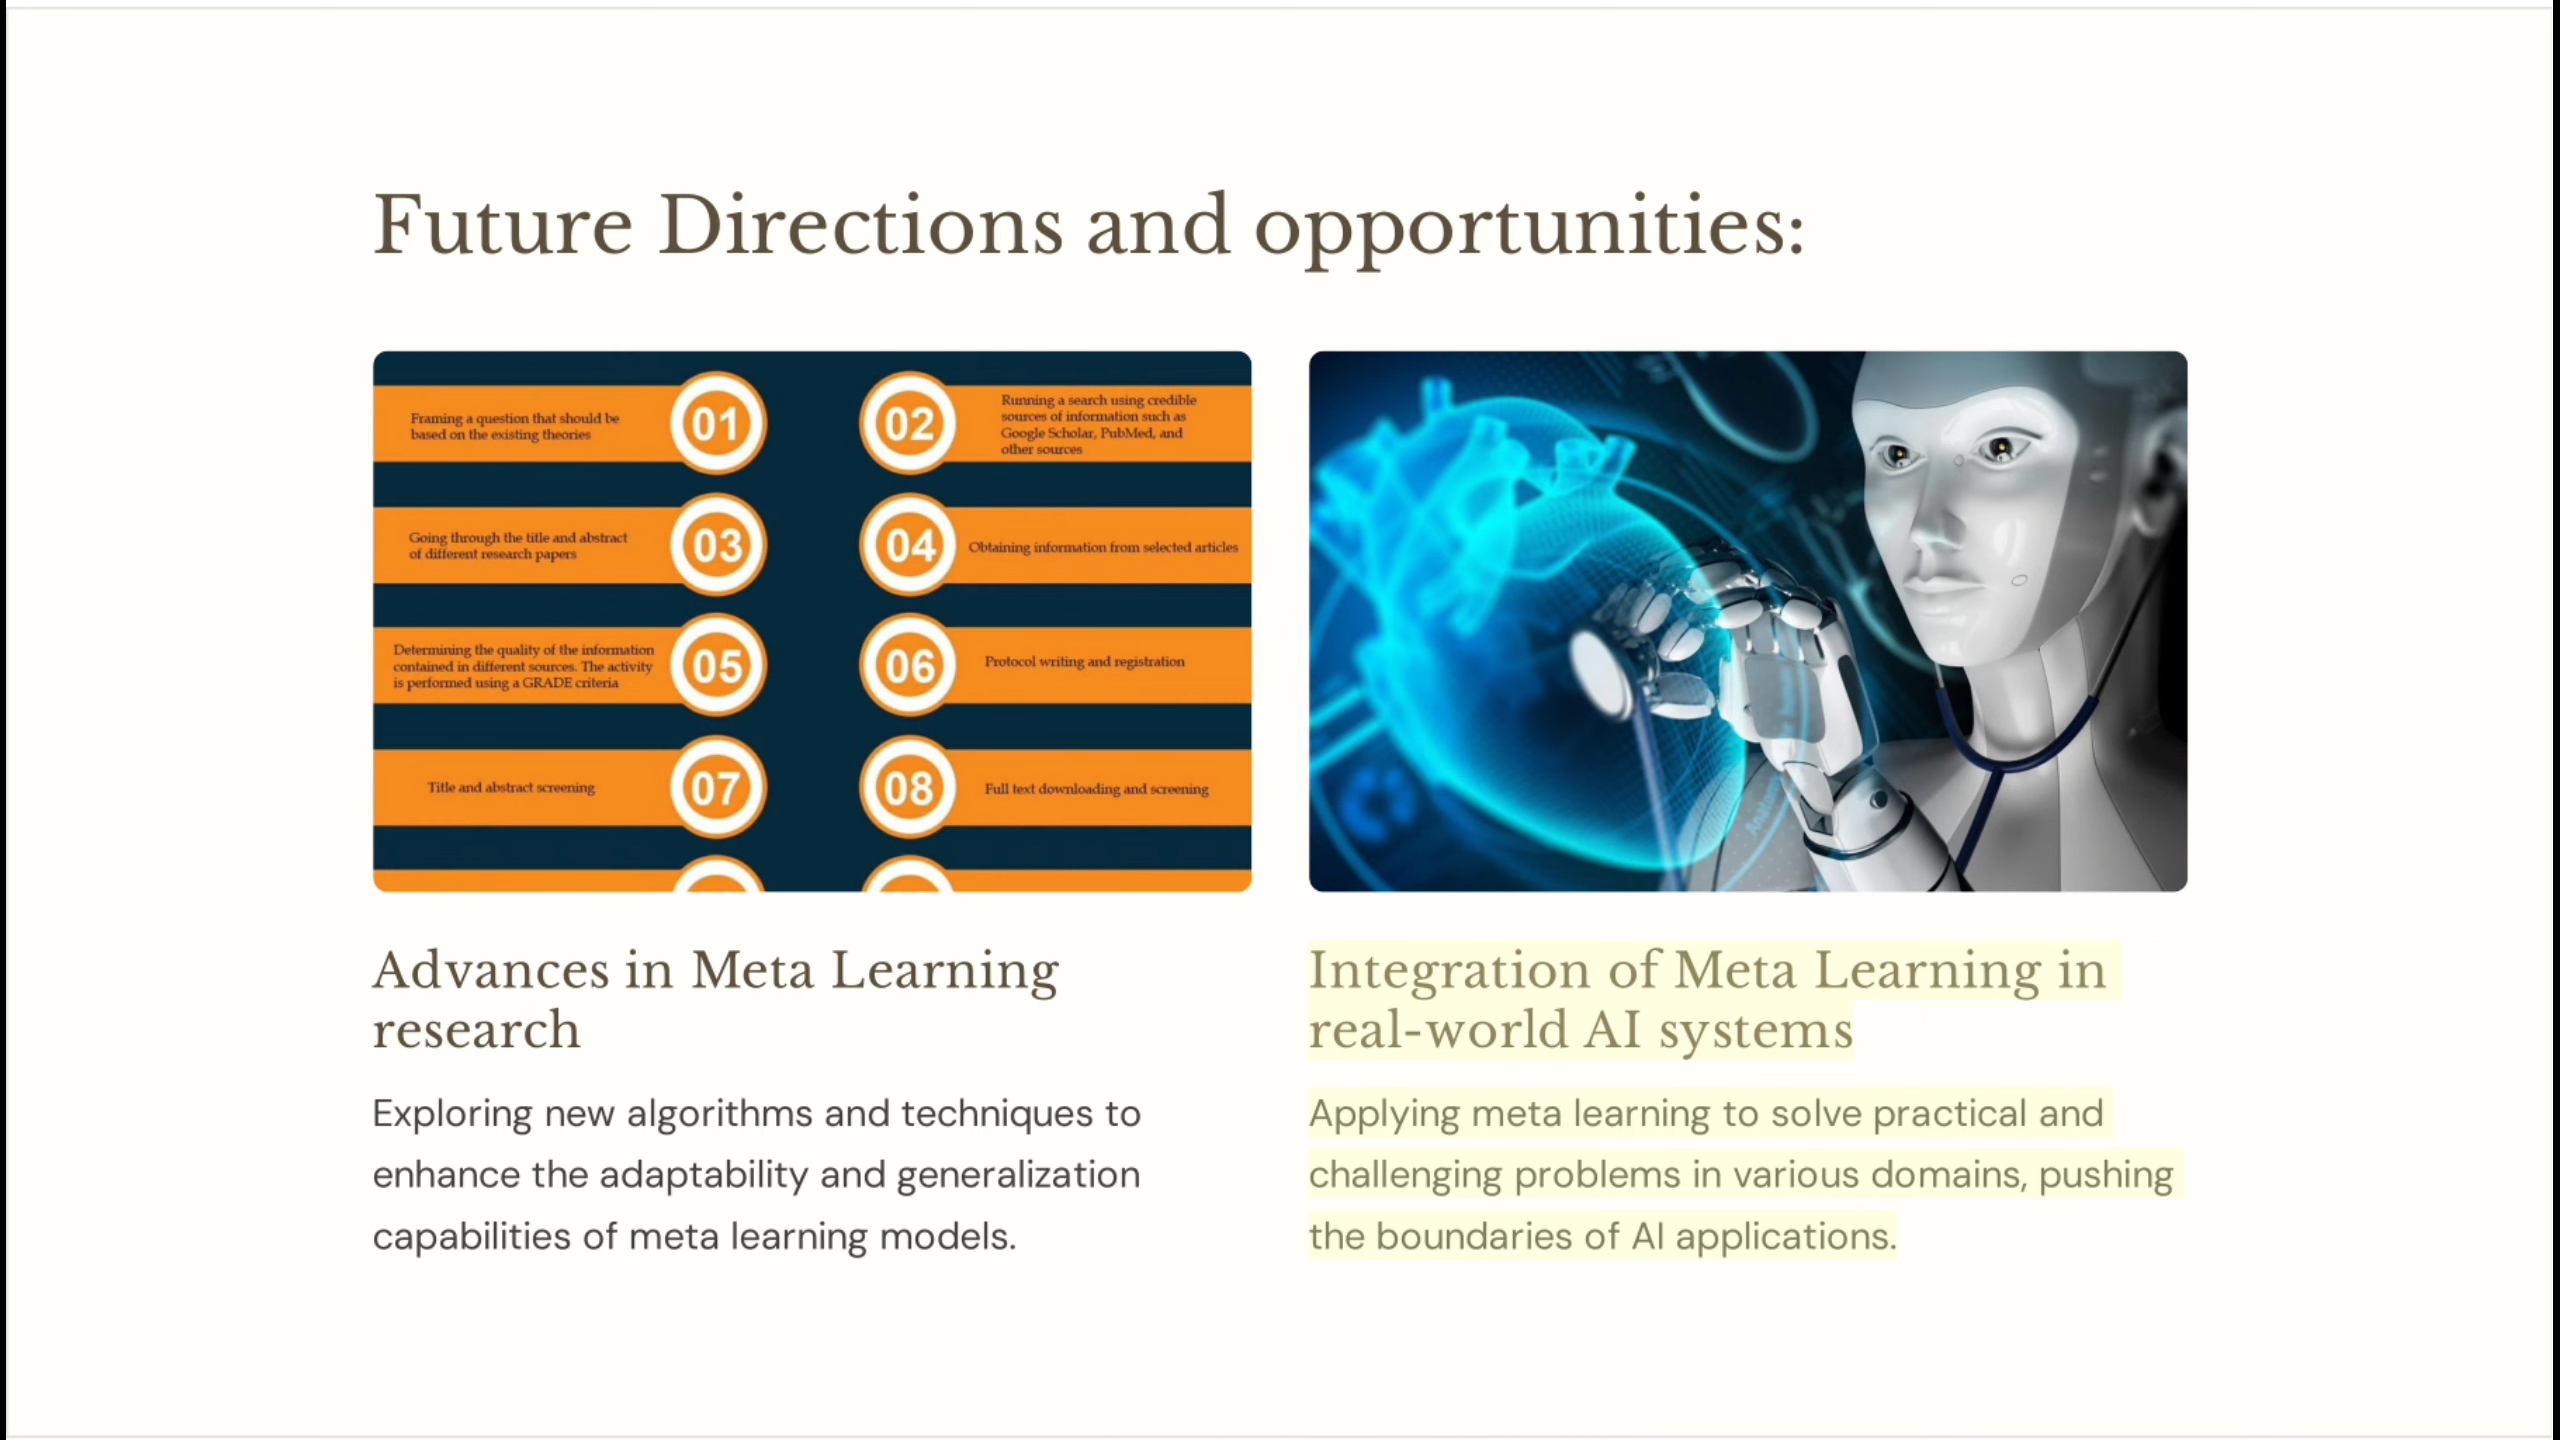 Future Directions and opportunities:
Framing a question that should be
based on the existing theories
01
02
Running a search using credible
sources of information such as
Google Scholar, PubMed, and
other sources
Going through the title and abstract
of different research papers
03
04
Obtaining information from selected articles
Determining the quality of the information
contained in different sources. The activity
is performed using a GRADE criteria
05
06
Protocol writing and registration
Title and abstract screening
07
08
Full text downloading and screening
Advances in Meta Learning
research
Exploring new algorithms and techniques to
enhance the adaptability and generalization
capabilities of meta learning models.
Integration of Meta Learning in
real-world AI systems
Applying meta learning to solve practical and
challenging problems in various domains, pushing
the boundaries of AI applications.